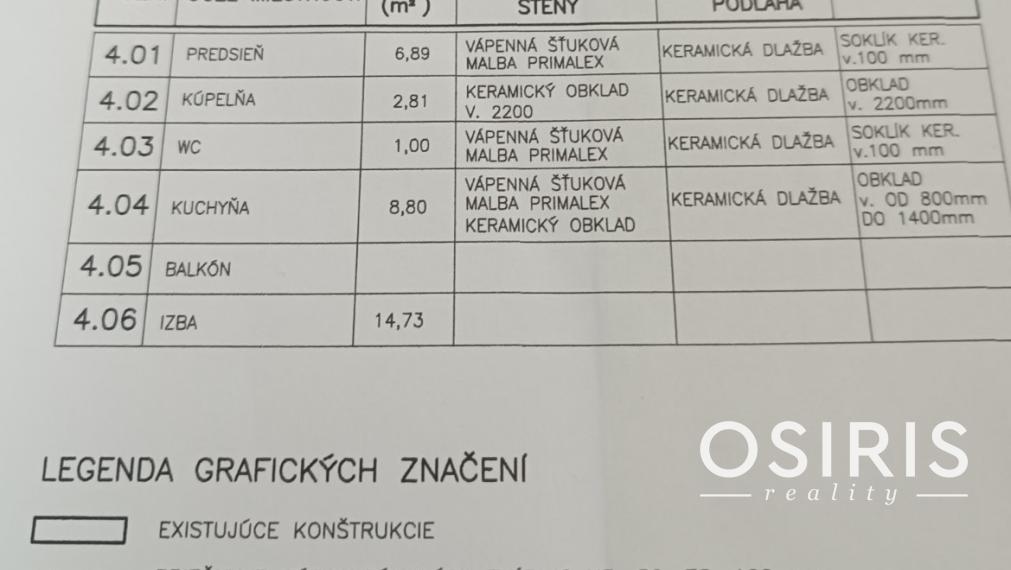 (m²) STENY PODLAHA
4.01 PREDSIEŇ 6,89 VÁPENNÁ ŠŤUKOVÁ MALBA PRIMALEX KERAMICKÁ DLAŽBA SOKLÍK KER. v.100 mm
4.02 KÚPELŇA 2,81 KERAMICKÝ OBKLAD V. 2200 KERAMICKÁ DLAŽBA OBKLAD v. 2200mm
4.03 WC 1,00 VÁPENNÁ ŠŤUKOVÁ MALBA PRIMALEX KERAMICKÁ DLAŽBA SOKLÍK KER. v.100 mm
4.04 KUCHYŇA 8,80 VÁPENNÁ ŠŤUKOVÁ MALBA PRIMALEX KERAMICKÝ OBKLAD KERAMICKÁ DLAŽBA OBKLAD v. OD 800mm DO 1400mm
4.05 BALKÓN
4.06 IZBA 14,73
LEGENDA GRAFICKÝCH ZNAČENÍ
EXISTUJÚCE KONŠTRUKCIE
OSIRIS
reality